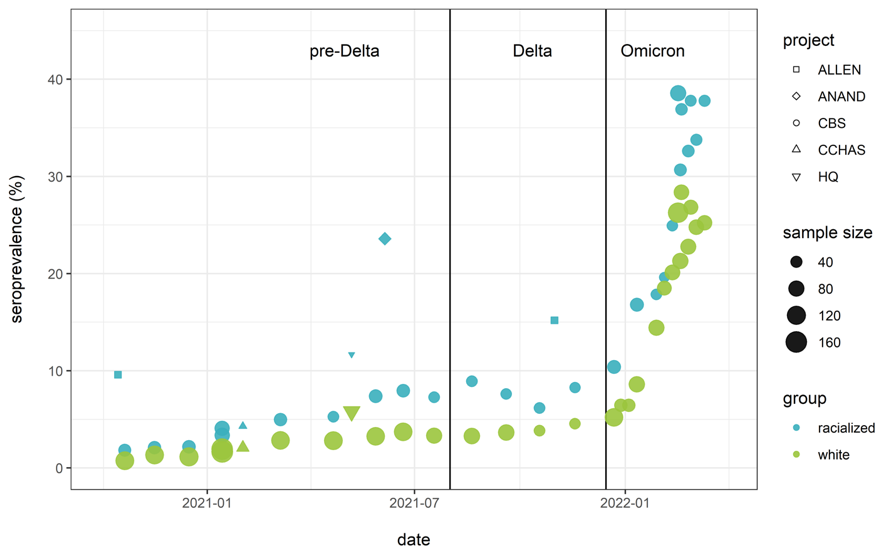 pre-Delta Delta Omicron
seroprevalence (%)
40
30
20
10
0
2021-01 2021-07 2022-01
date
project
ALLEN
ANAND
CBS
CCHAS
HQ
sample size
40
80
120
160
group
racialized
white